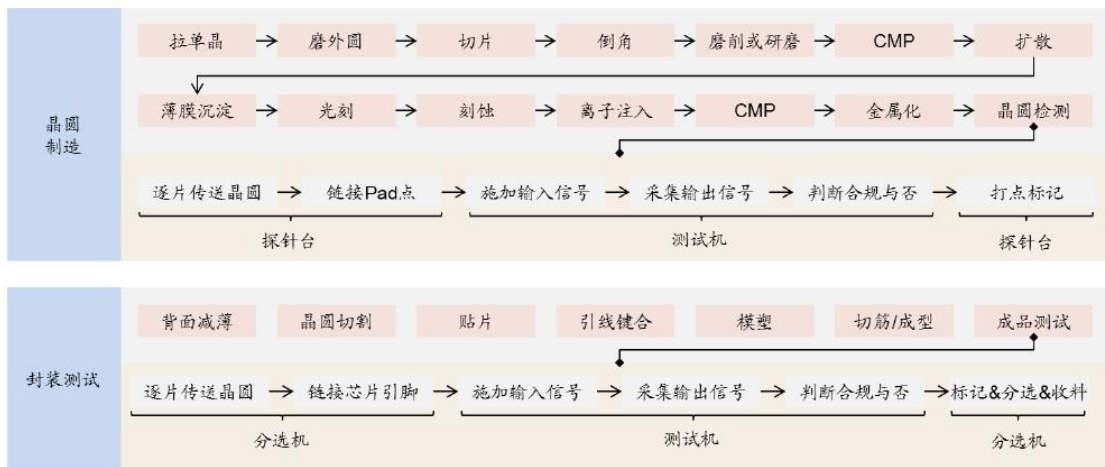 晶圆
制造
拉单晶 磨外圆 切片 倒角 磨削或研磨 CMP 扩散
薄膜沉淀 光刻 刻蚀 离子注入 CMP 金属化 晶圆检测
逐片传送晶圆 链接Pad点 施加输入信号 采集输出信号 判断合规与否 打点标记
探针台 测试机 探针台
封装测试
背面减薄 晶圆切割 贴片 引线键合 模塑 切筋/成型 成品测试
逐片传送晶圆 链接芯片引脚 施加输入信号 采集输出信号 判断合规与否 标记&分选&收料
分选机 测试机 分选机